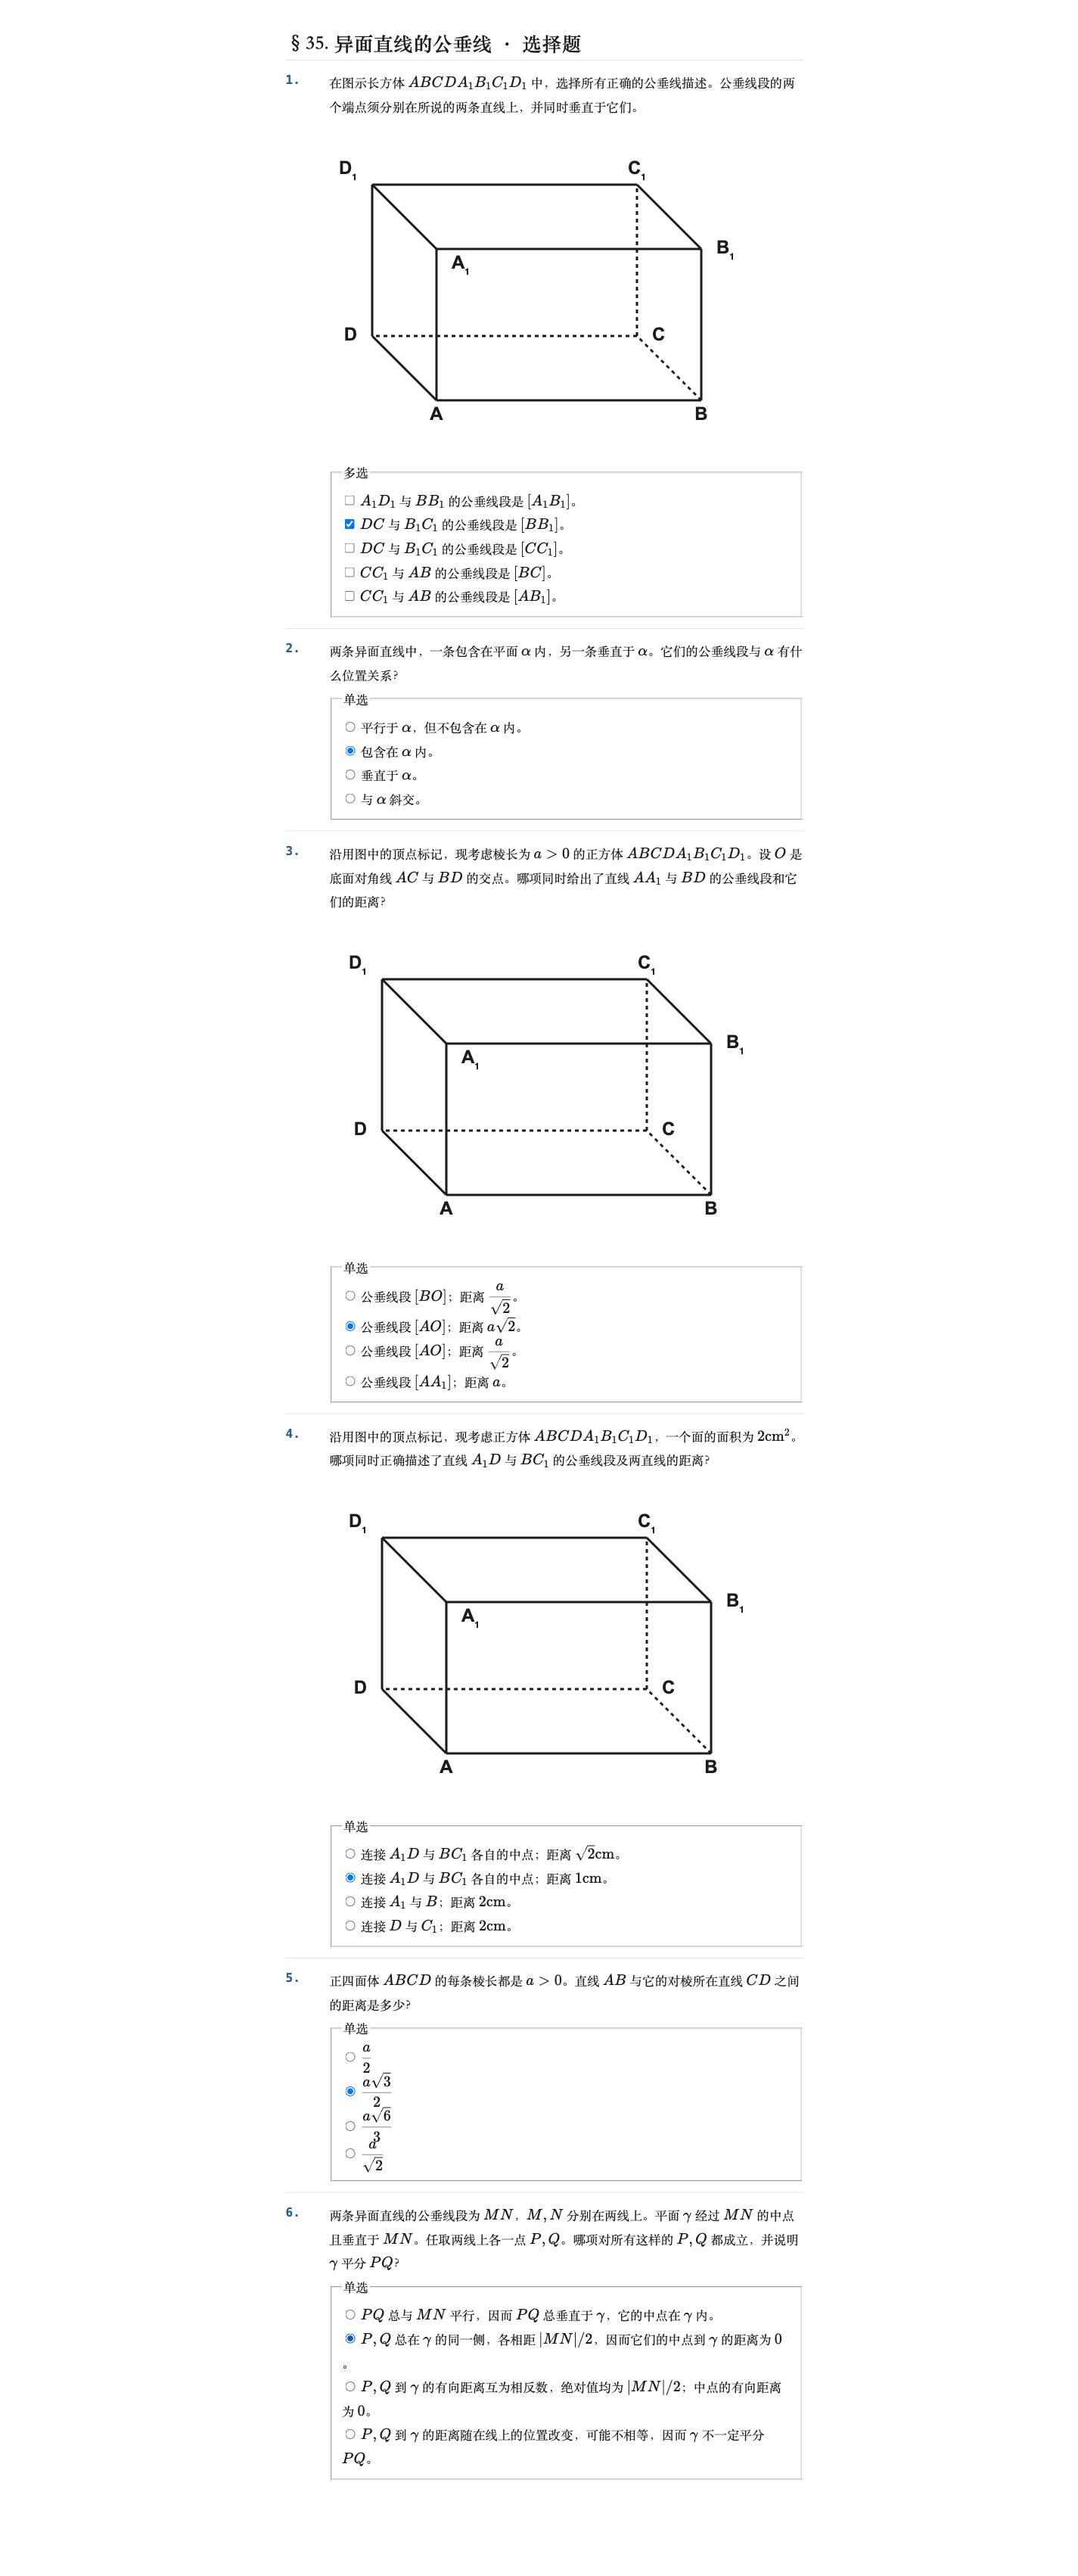 § 35. 异面直线的公垂线 · 选择题
1. 在图示长方体 ABCDA₁B₁C₁D₁ 中，选择所有正确的公垂线描述。公垂线段的两
个端点须分别在所说的两条直线上，并同时垂直于它们。
D₁ C₁
B₁
A₁
D C
A B
多选
A₁D₁ 与 BB₁ 的公垂线段是 [A₁B₁]。
DC 与 B₁C₁ 的公垂线段是 [BB₁]。
DC 与 B₁C₁ 的公垂线段是 [CC₁]。
CC₁ 与 AB 的公垂线段是 [BC]。
CC₁ 与 AB 的公垂线段是 [AB₁]。
2. 两条异面直线中，一条包含在平面 α 内，另一条垂直于 α。它们的公垂线段与 α 有什
么位置关系?
单选
平行于 α，但不包含在 α 内。
包含在 α 内。
垂直于 α。
与 α 斜交。
3. 沿用图中的顶点标记，现考虑棱长为 a > 0 的正方体 ABCDA₁B₁C₁D₁。设 O 是
底面对角线 AC 与 BD 的交点。哪项同时给出了直线 AA₁ 与 BD 的公垂线段和它
们的距离?
D₁ C₁
B₁
A₁
D C
A B
单选
公垂线段 [BO]；距离 a/√2。
公垂线段 [AO]；距离 a√2。
公垂线段 [AO]；距离 a/√2。
公垂线段 [AA₁]；距离 a。
4. 沿用图中的顶点标记，现考虑正方体 ABCDA₁B₁C₁D₁，一个面的面积为 2cm²。
哪项同时正确描述了直线 A₁D 与 BC₁ 的公垂线段及两直线的距离?
D₁ C₁
B₁
A₁
D C
A B
单选
连接 A₁D 与 BC₁ 各自的中点；距离 √2cm。
连接 A₁D 与 BC₁ 各自的中点；距离 1cm。
连接 A₁ 与 B；距离 2cm。
连接 D 与 C₁；距离 2cm。
5. 正四面体 ABCD 的每条棱长都是 a > 0。直线 AB 与它的对棱所在直线 CD 之间
的距离是多少?
单选
a/2
a√3/2
a√6/3
a/√2
6. 两条异面直线的公垂线段为 MN，M, N 分别在两线上。平面 γ 经过 MN 的中点
且垂直于 MN。任取两线上各一点 P, Q。哪项对所有这样的 P, Q 都成立，并说明
γ 平分 PQ?
单选
PQ 总与 MN 平行，因而 PQ 总垂直于 γ，它的中点在 γ 内。
P, Q 总在 γ 的同一侧，各相距 |MN|/2，因而它们的中点到 γ 的距离为 0
。
P, Q 到 γ 的有向距离互为相反数，绝对值均为 |MN|/2；中点的有向距离
为 0。
P, Q 到 γ 的距离随在线上的位置改变，可能不相等，因而 γ 不一定平分
PQ。